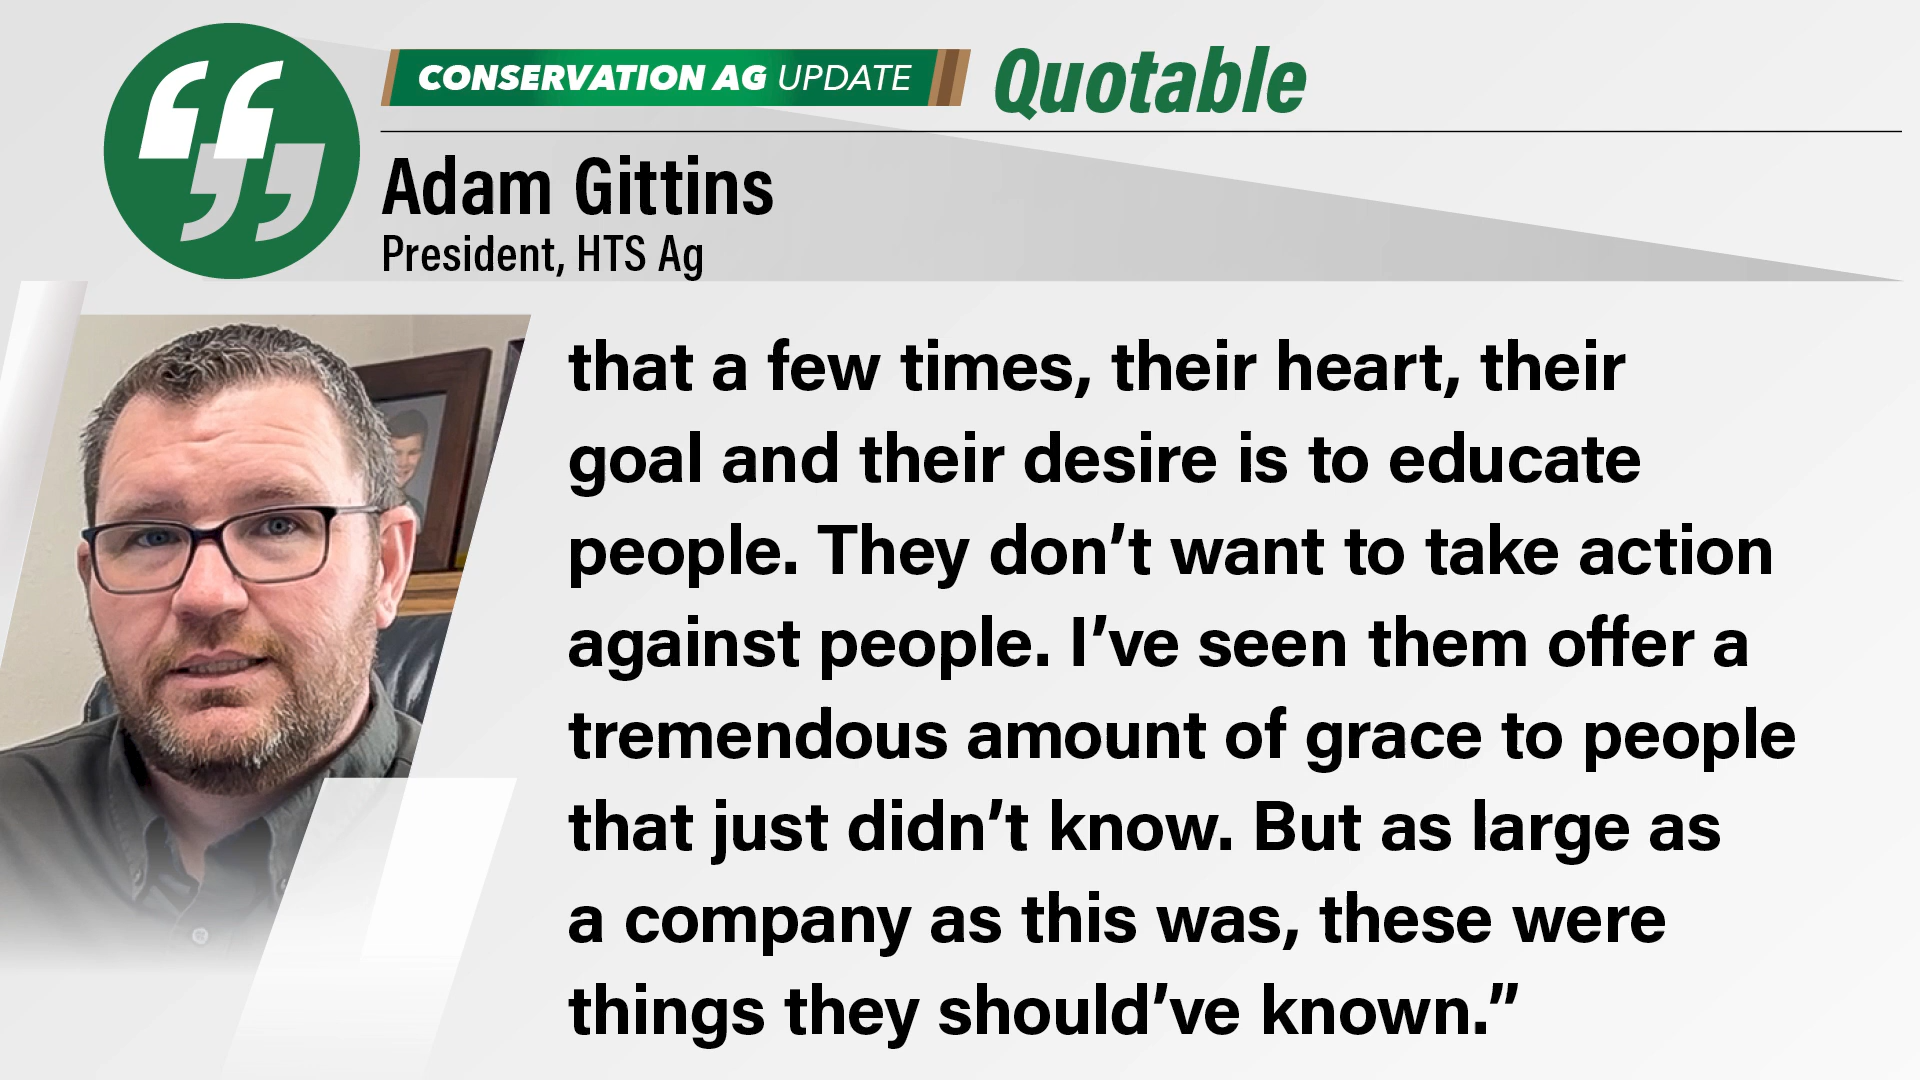 CONSERVATION AG UPDATE Quotable
Adam Gittins
President, HTS Ag
that a few times, their heart, their
goal and their desire is to educate
people. They don’t want to take action
against people. I’ve seen them offer a
tremendous amount of grace to people
that just didn’t know. But as large as
a company as this was, these were
things they should’ve known.”